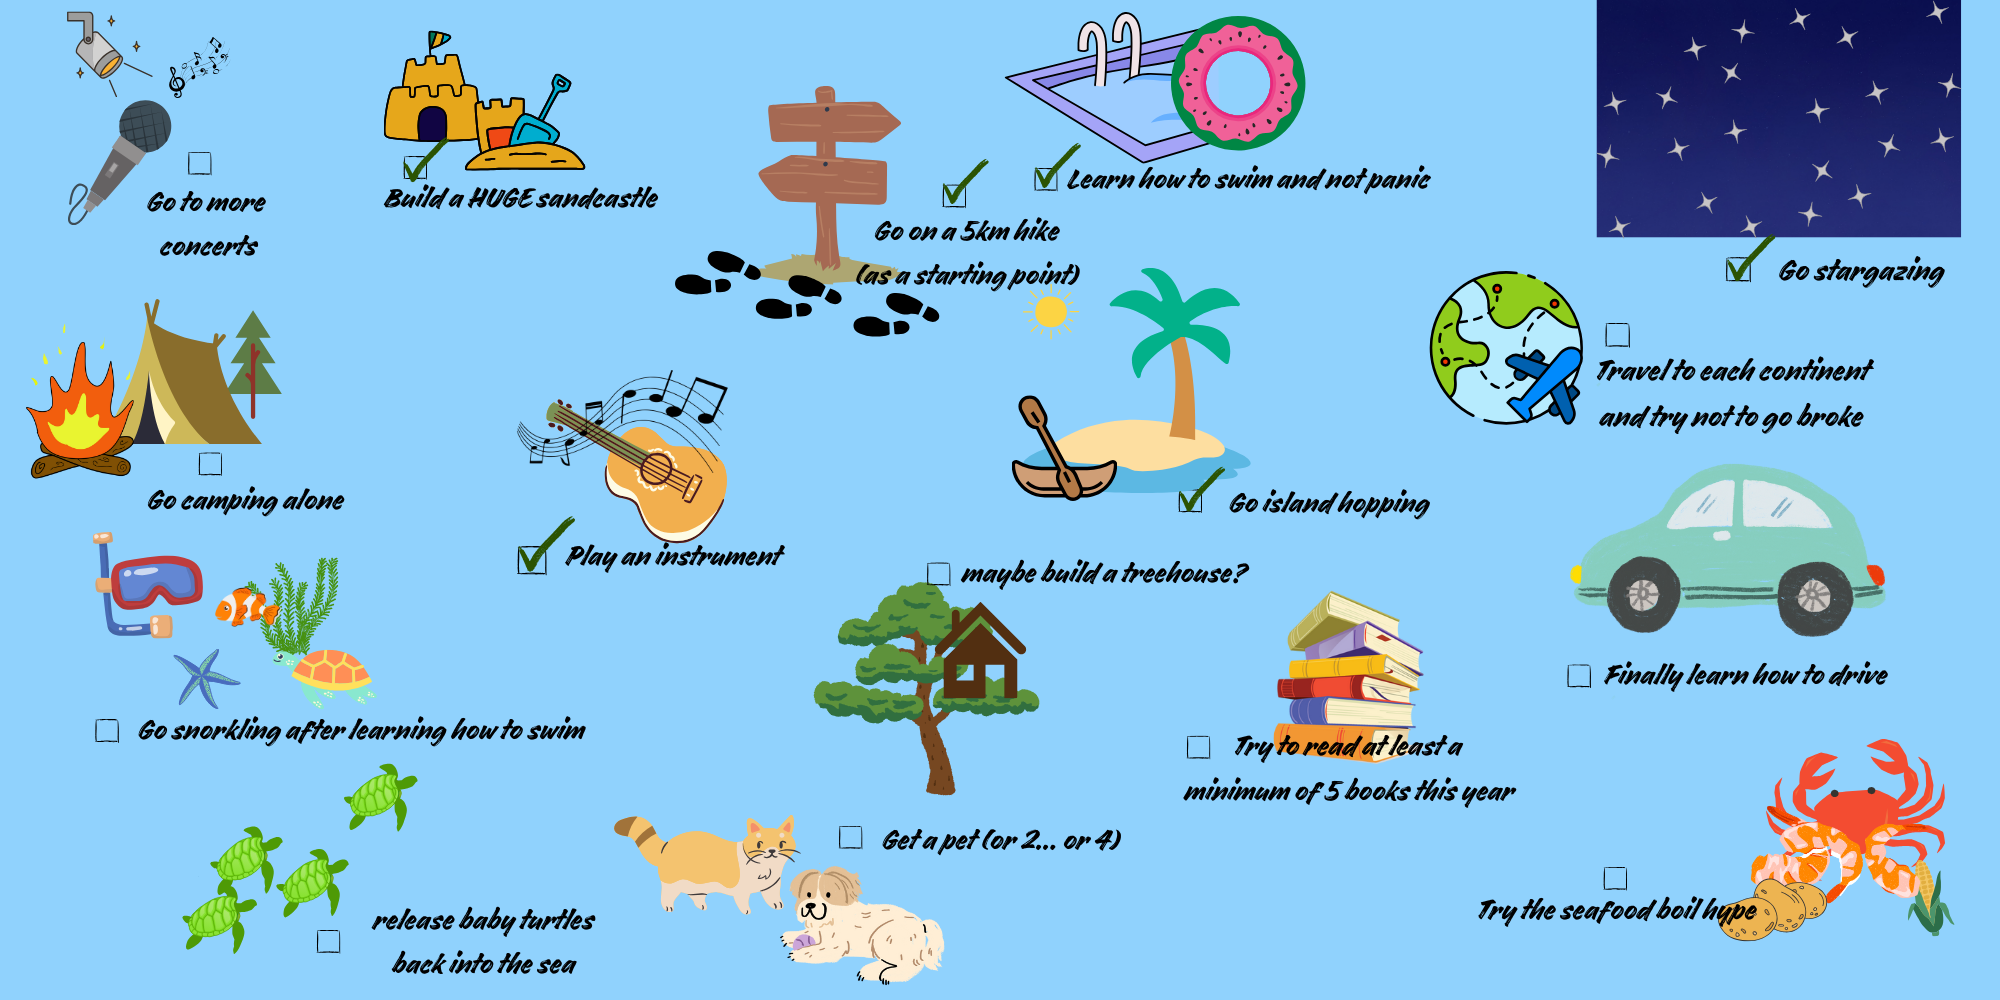 Go to more
concerts
Build a HUGE sandcastle
Go on a 5km hike
(as a starting point)
Learn how to swim and not panic
Go stargazing
Travel to each continent
and try not to go broke
Go camping alone
Play an instrument
Go island hopping
maybe build a treehouse?
Finally learn how to drive
Go snorkling after learning how to swim
Try to read at least a
minimum of 5 books this year
Get a pet (or 2... or 4)
release baby turtles
back into the sea
Try the seafood boil hype